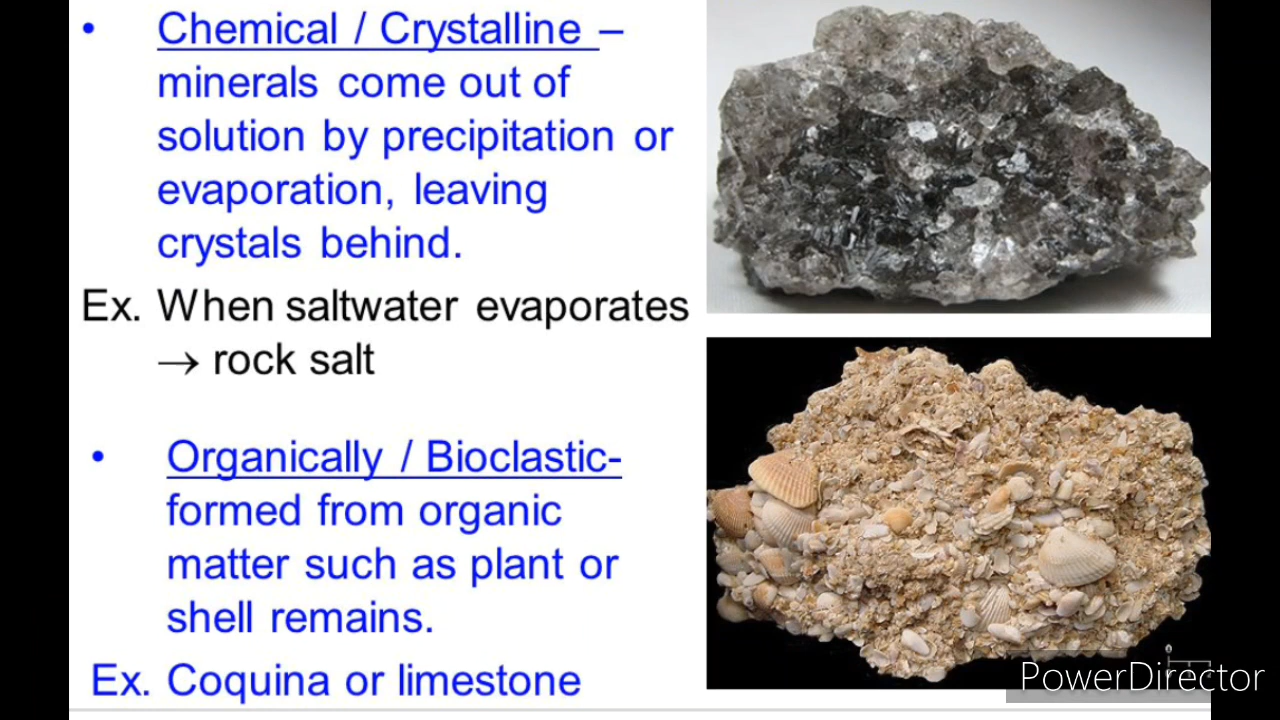 • Chemical / Crystalline –
minerals come out of
solution by precipitation or
evaporation, leaving
crystals behind.
Ex. When saltwater evaporates
→ rock salt
• Organically / Bioclastic-
formed from organic
matter such as plant or
shell remains.
Ex. Coquina or limestone
PowerDirector